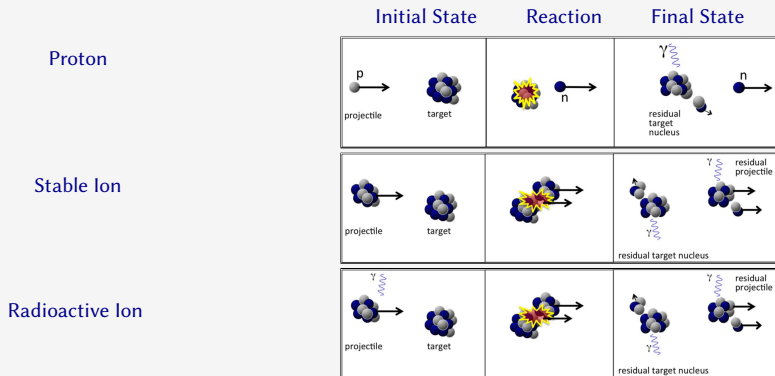 Initial State Reaction Final State
Proton
p
projectile
target
n
γ
n
residual
target
nucleus
Stable Ion
projectile
target
γ
residual
projectile
γ
residual target nucleus
Radioactive Ion
γ
projectile
target
γ
residual
projectile
γ
residual target nucleus